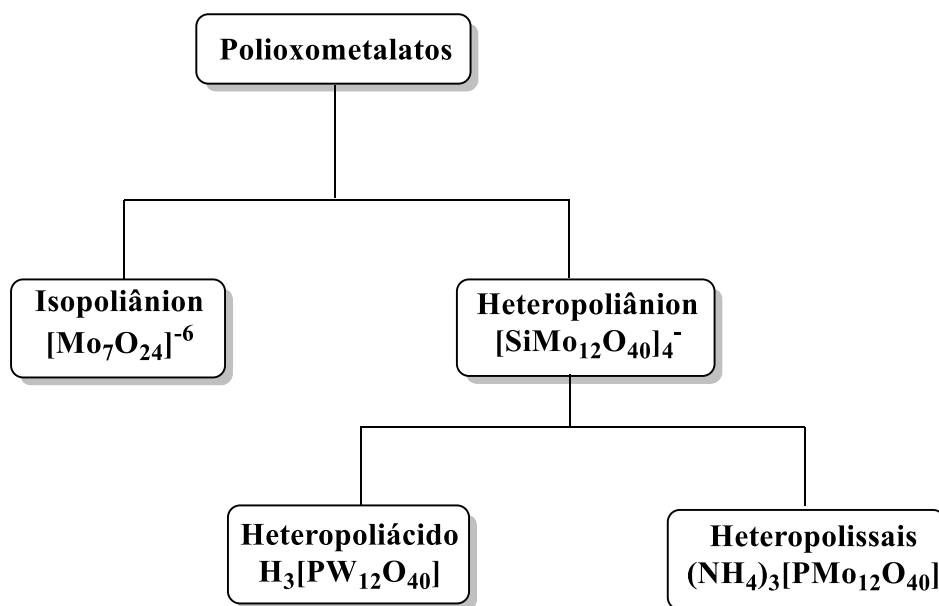 Polioxometalatos
Isopoliânion
[Mo₇O₂₄]⁻⁶
Heteropoliânion
[SiMo₁₂O₄₀]₄⁻
Heteropoliácido
H₃[PW₁₂O₄₀]
Heteropolissais
(NH₄)₃[PMo₁₂O₄₀]